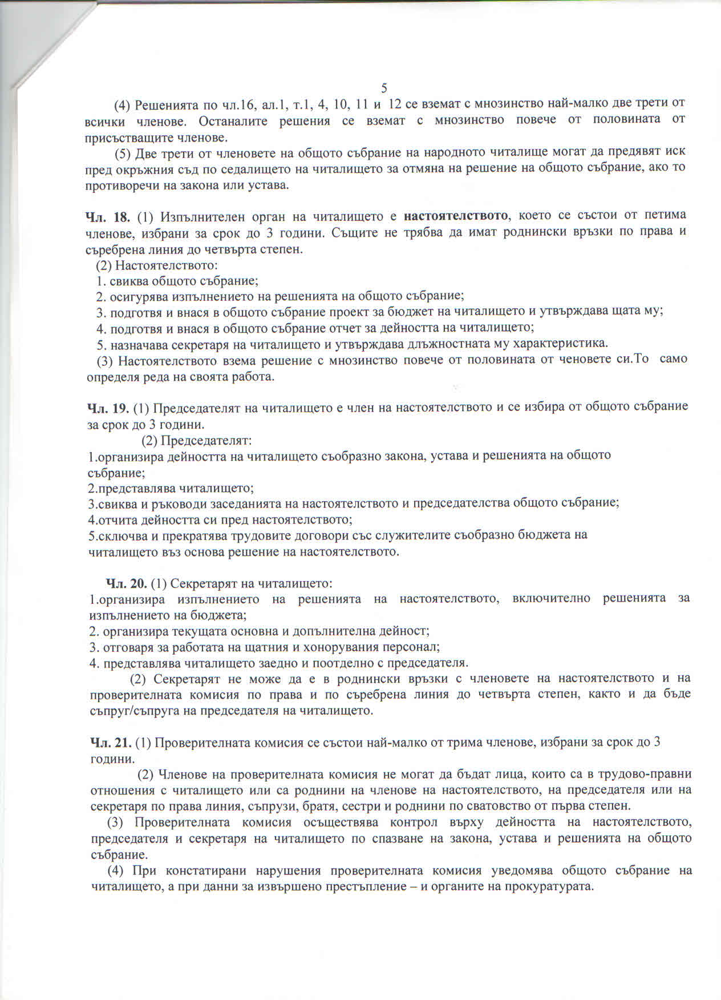 5
(4) Решенията по чл.16, ал.1, т.1, 4, 10, 11 и 12 се вземат с мнозинство най-малко две трети от
всички членове. Останалите решения се вземат с мнозинство повече от половината от
присъстващите членове.
(5) Две трети от членовете на общото събрание на народното читалище могат да предявят иск
пред окръжния съд по седалището на читалището за отмяна на решение на общото събрание, ако то
противоречи на закона или устава.
Чл. 18. (1) Изпълнителен орган на читалището е настоятелството, което се състои от петима
членове, избрани за срок до 3 години. Същите не трябва да имат роднински връзки по права и
съребрена линия до четвърта степен.
(2) Настоятелството:
1. свиква общото събрание;
2. осигурява изпълнението на решенията на общото събрание;
3. подготвя и внася в общото събрание проект за бюджет на читалището и утвърждава щата му;
4. подготвя и внася в общото събрание отчет за дейността на читалището;
5. назначава секретаря на читалището и утвърждава длъжностната му характеристика.
(3) Настоятелството взема решение с мнозинство повече от половината от ченовете си.То само
определя реда на своята работа.
Чл. 19. (1) Председателят на читалището е член на настоятелството и се избира от общото събрание
за срок до 3 години.
(2) Председателят:
1.организира дейността на читалището съобразно закона, устава и решенията на общото
събрание;
2.представлява читалището;
3.свиква и ръководи заседанията на настоятелството и председателства общото събрание;
4.отчита дейността си пред настоятелството;
5.сключва и прекратява трудовите договори със служителите съобразно бюджета на
читалището въз основа решение на настоятелството.
Чл. 20. (1) Секретарят на читалището:
1.организира изпълнението на решенията на настоятелството, включително решенията за
изпълнението на бюджета;
2. организира текущата основна и допълнителна дейност;
3. отговаря за работата на щатния и хонорувания персонал;
4. представлява читалището заедно и поотделно с председателя.
(2) Секретарят не може да е в роднински връзки с членовете на настоятелството и на
проверителната комисия по права и по съребрена линия до четвърта степен, както и да бъде
съпруг/съпруга на председателя на читалището.
Чл. 21. (1) Проверителната комисия се състои най-малко от трима членове, избрани за срок до 3
години.
(2) Членове на проверителната комисия не могат да бъдат лица, които са в трудово-правни
отношения с читалището или са роднини на членове на настоятелството, на председателя или на
секретаря по права линия, съпрузи, братя, сестри и роднини по сватовство от първа степен.
(3) Проверителната комисия осъществява контрол върху дейността на настоятелството,
председателя и секретаря на читалището по спазване на закона, устава и решенията на общото
събрание.
(4) При констатирани нарушения проверителната комисия уведомява общото събрание на
читалището, а при данни за извършено престъпление – и органите на прокуратурата.